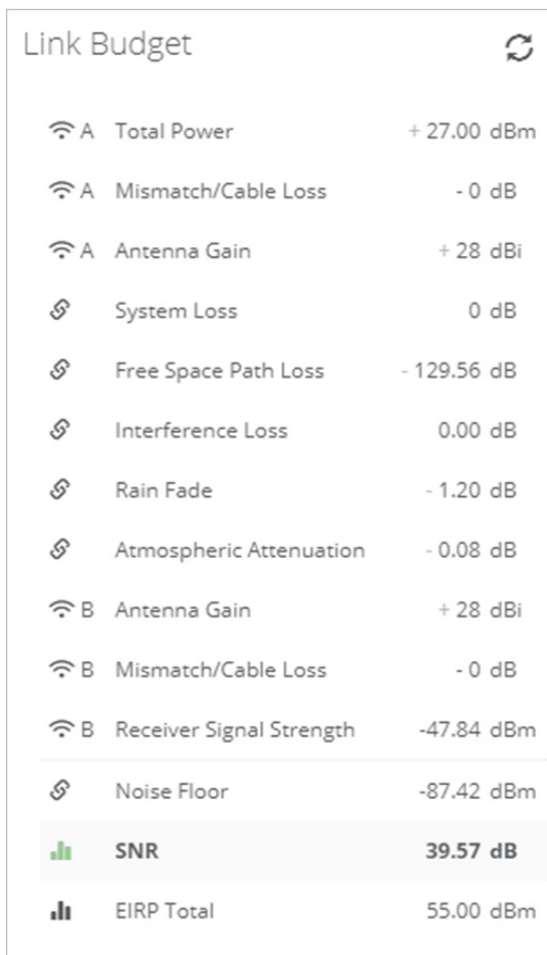 Link Budget
A Total Power + 27.00 dBm
A Mismatch/Cable Loss - 0 dB
A Antenna Gain + 28 dBi
System Loss 0 dB
Free Space Path Loss - 129.56 dB
Interference Loss 0.00 dB
Rain Fade - 1.20 dB
Atmospheric Attenuation - 0.08 dB
B Antenna Gain + 28 dBi
B Mismatch/Cable Loss - 0 dB
B Receiver Signal Strength -47.84 dBm
Noise Floor -87.42 dBm
SNR 39.57 dB
EIRP Total 55.00 dBm